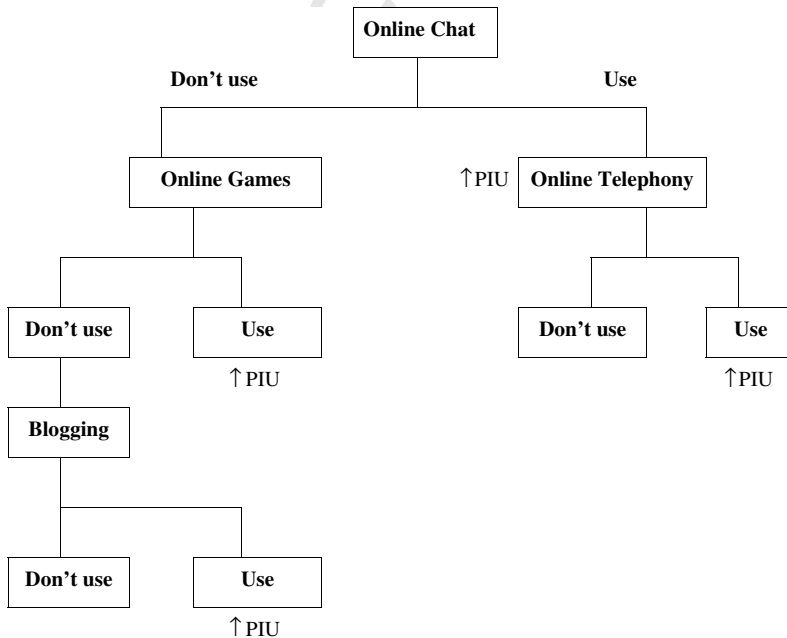 Online Chat
Don't use
Use
Online Games
↑PIU
Online Telephony
Don't use
Use
Don't use
Use
↑PIU
↑PIU
Blogging
Don't use
Use
↑PIU